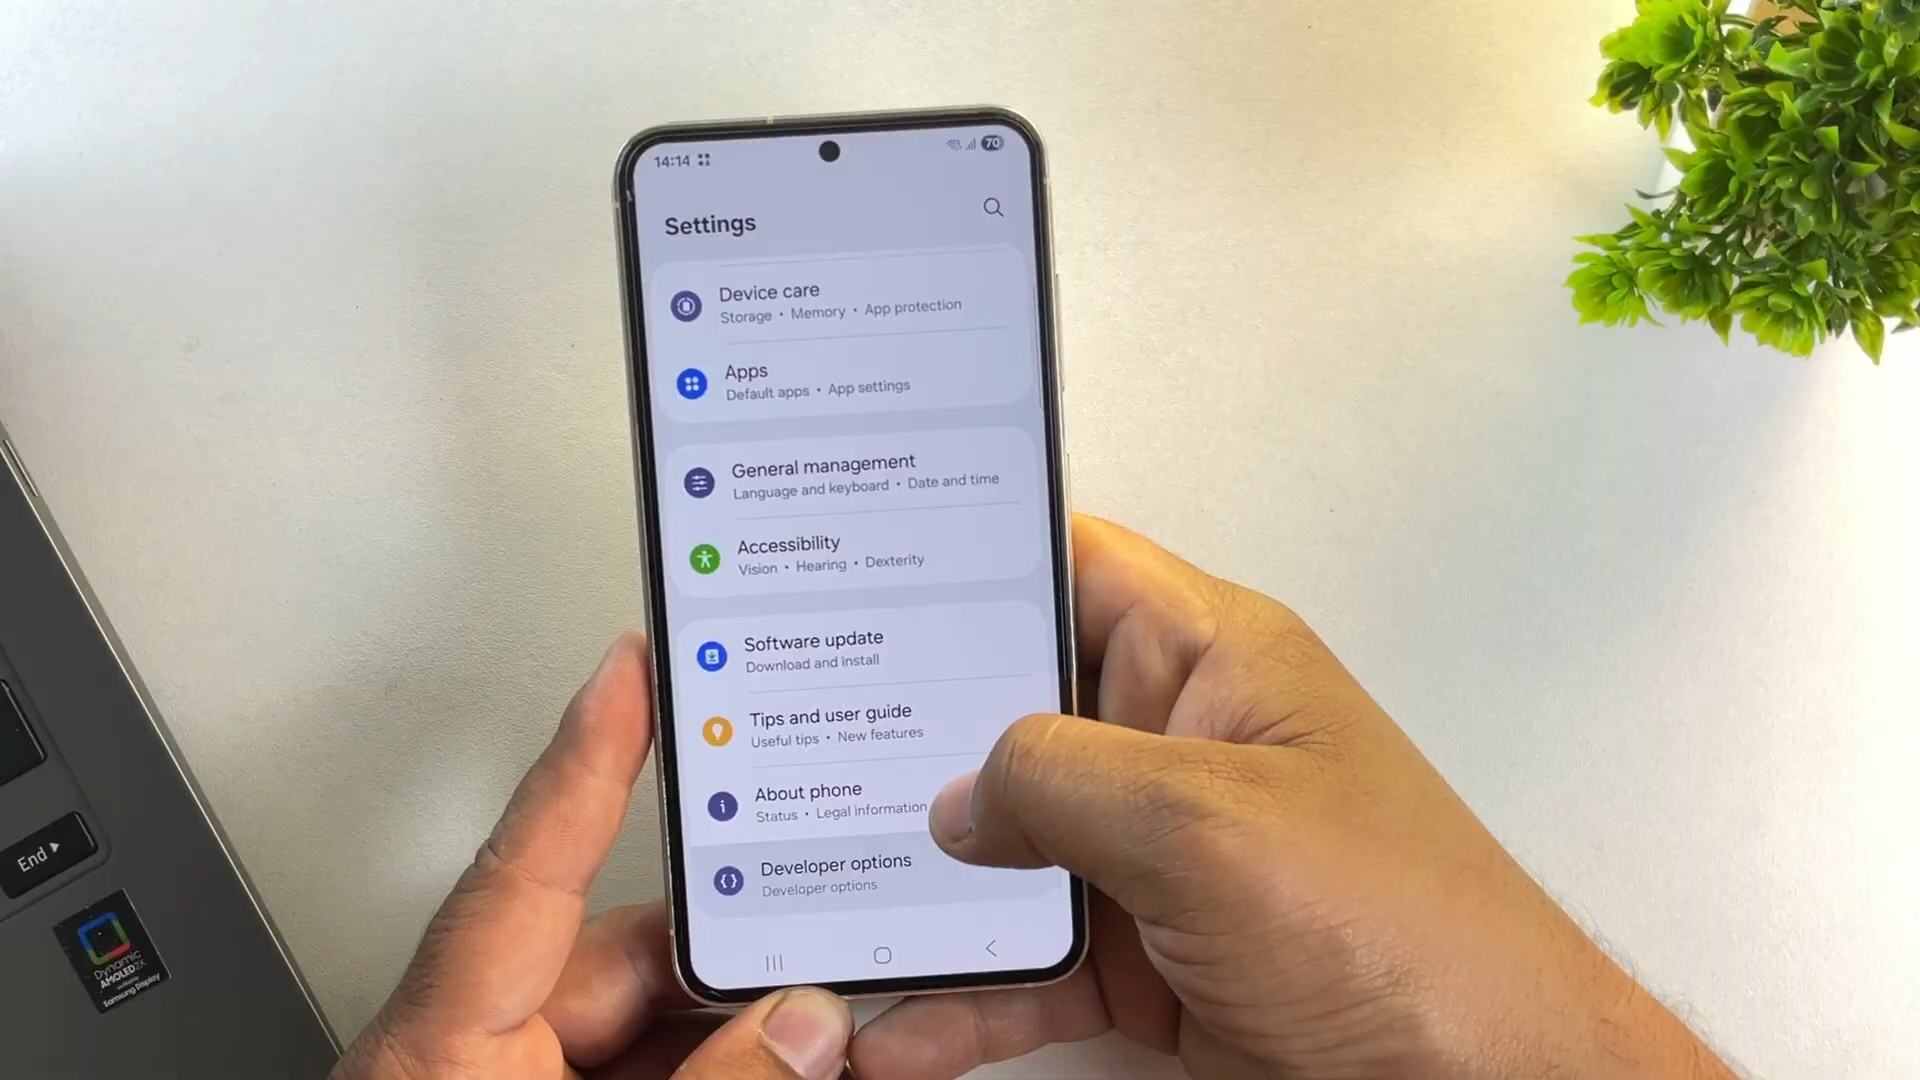 14:14
70
Settings
Device care
Storage • Memory • App protection
Apps
Default apps • App settings
General management
Language and keyboard • Date and time
Accessibility
Vision • Hearing • Dexterity
Software update
Download and install
Tips and user guide
Useful tips • New features
About phone
Status • Legal information
Developer options
Developer options
End
Dynamic
AMOLED 2X
Samsung Display